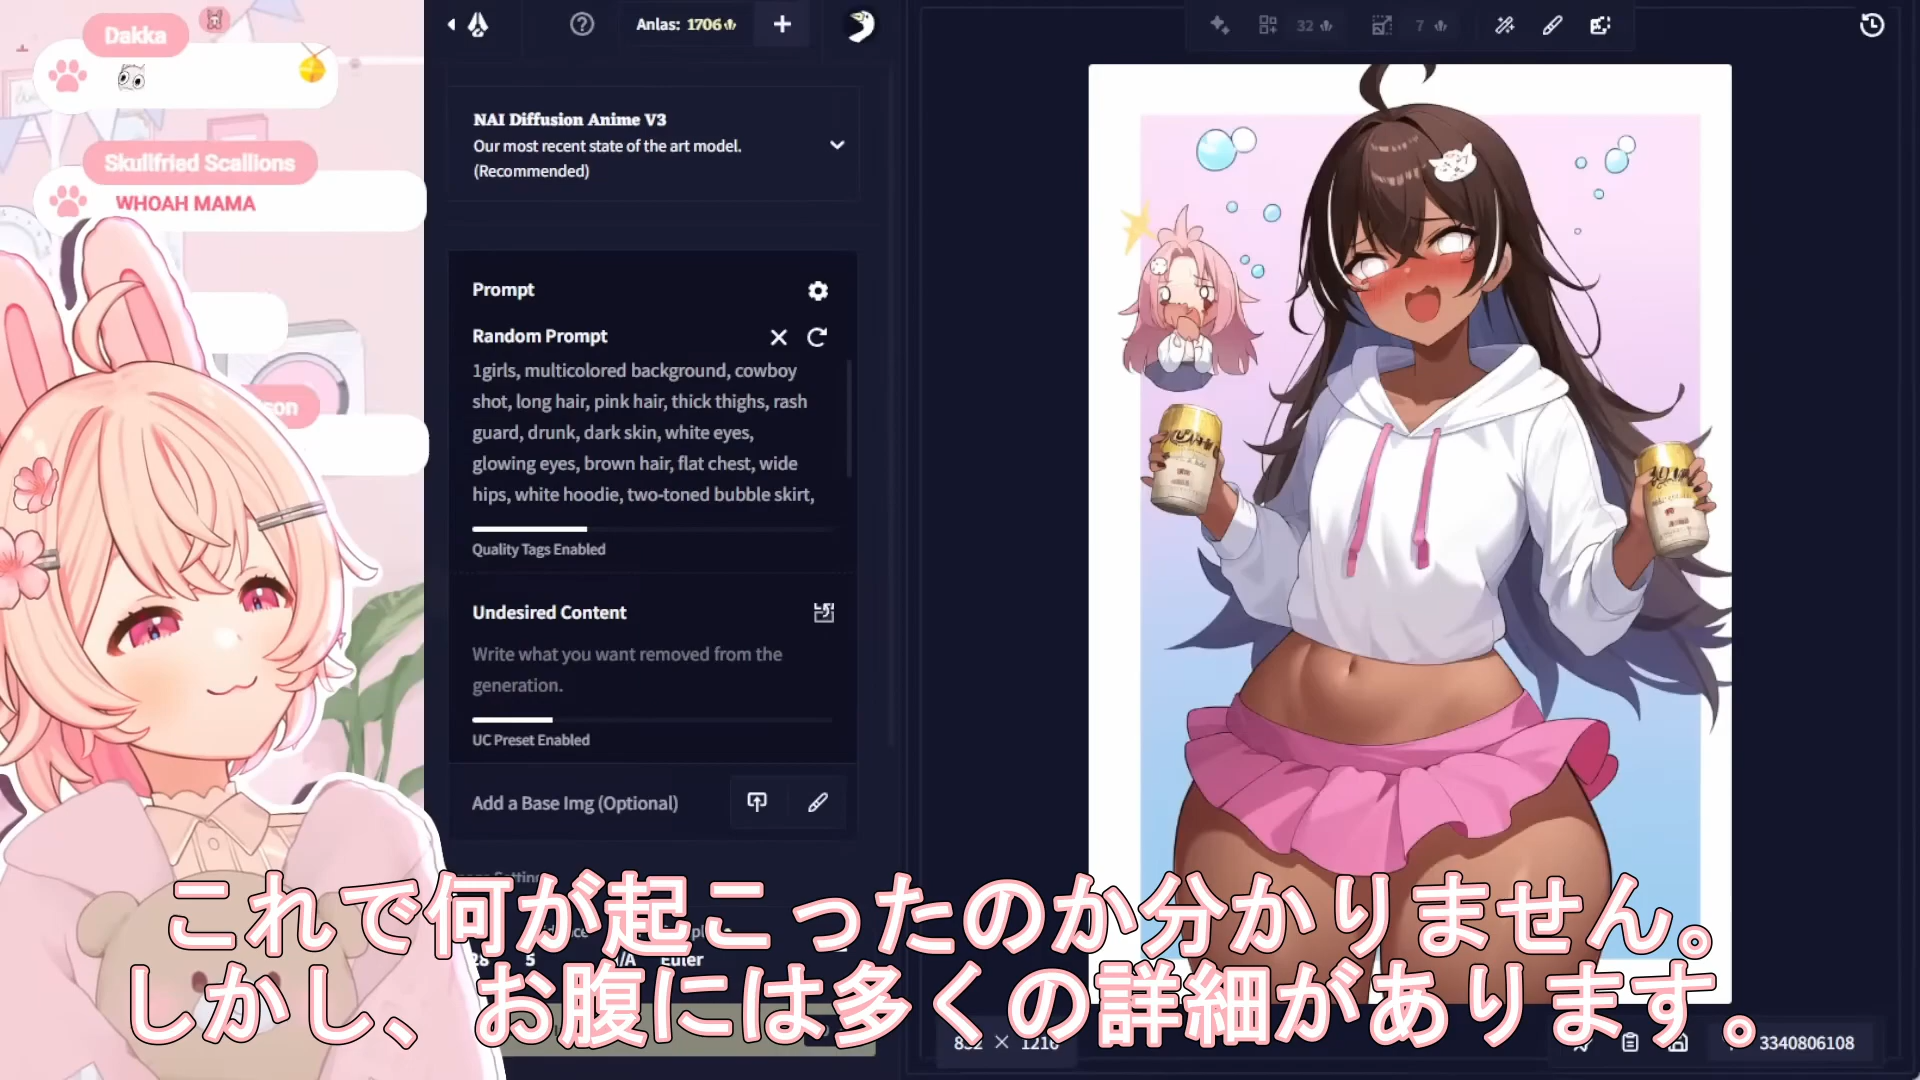 Dakka
Skullfried Scallions
WHOAH MAMA
son
Anlas: 1706
32
7
NAI Diffusion Anime V3
Our most recent state of the art model.
(Recommended)
Prompt
Random Prompt
1girls, multicolored background, cowboy
shot, long hair, pink hair, thick thighs, rash
guard, drunk, dark skin, white eyes,
glowing eyes, brown hair, flat chest, wide
hips, white hoodie, two-toned bubble skirt,
Quality Tags Enabled
Undesired Content
Write what you want removed from the
generation.
UC Preset Enabled
Add a Base Img (Optional)
5
Euler
これで何が起こったのか分かりません。
しかし、お腹には多くの詳細があります。
3340806108